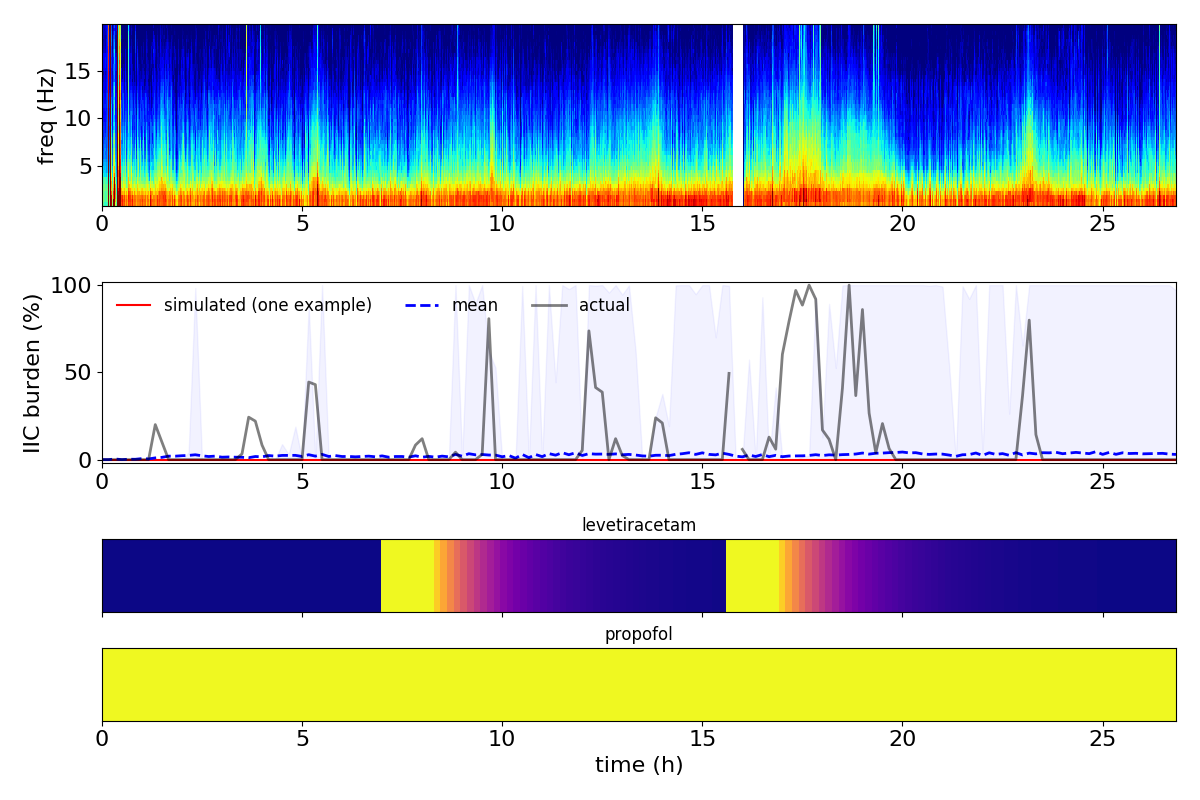 freq (Hz)
15
10
5
0 5 10 15 20 25
IIC burden (%)
100
50
0
simulated (one example) mean actual
0 5 10 15 20 25
levetiracetam
propofol
0 5 10 15 20 25
time (h)